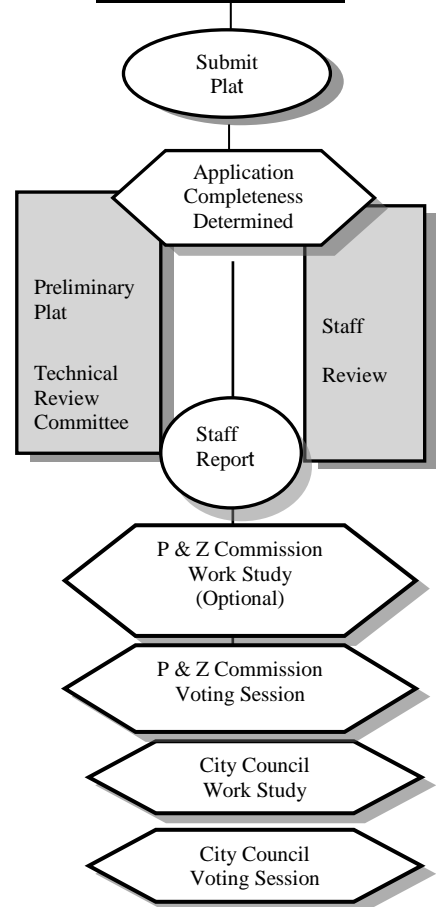 Submit
Plat
Application
Completeness
Determined
Preliminary
Plat
Technical
Review
Committee
Staff
Review
Staff
Report
P & Z Commission
Work Study
(Optional)
P & Z Commission
Voting Session
City Council
Work Study
City Council
Voting Session